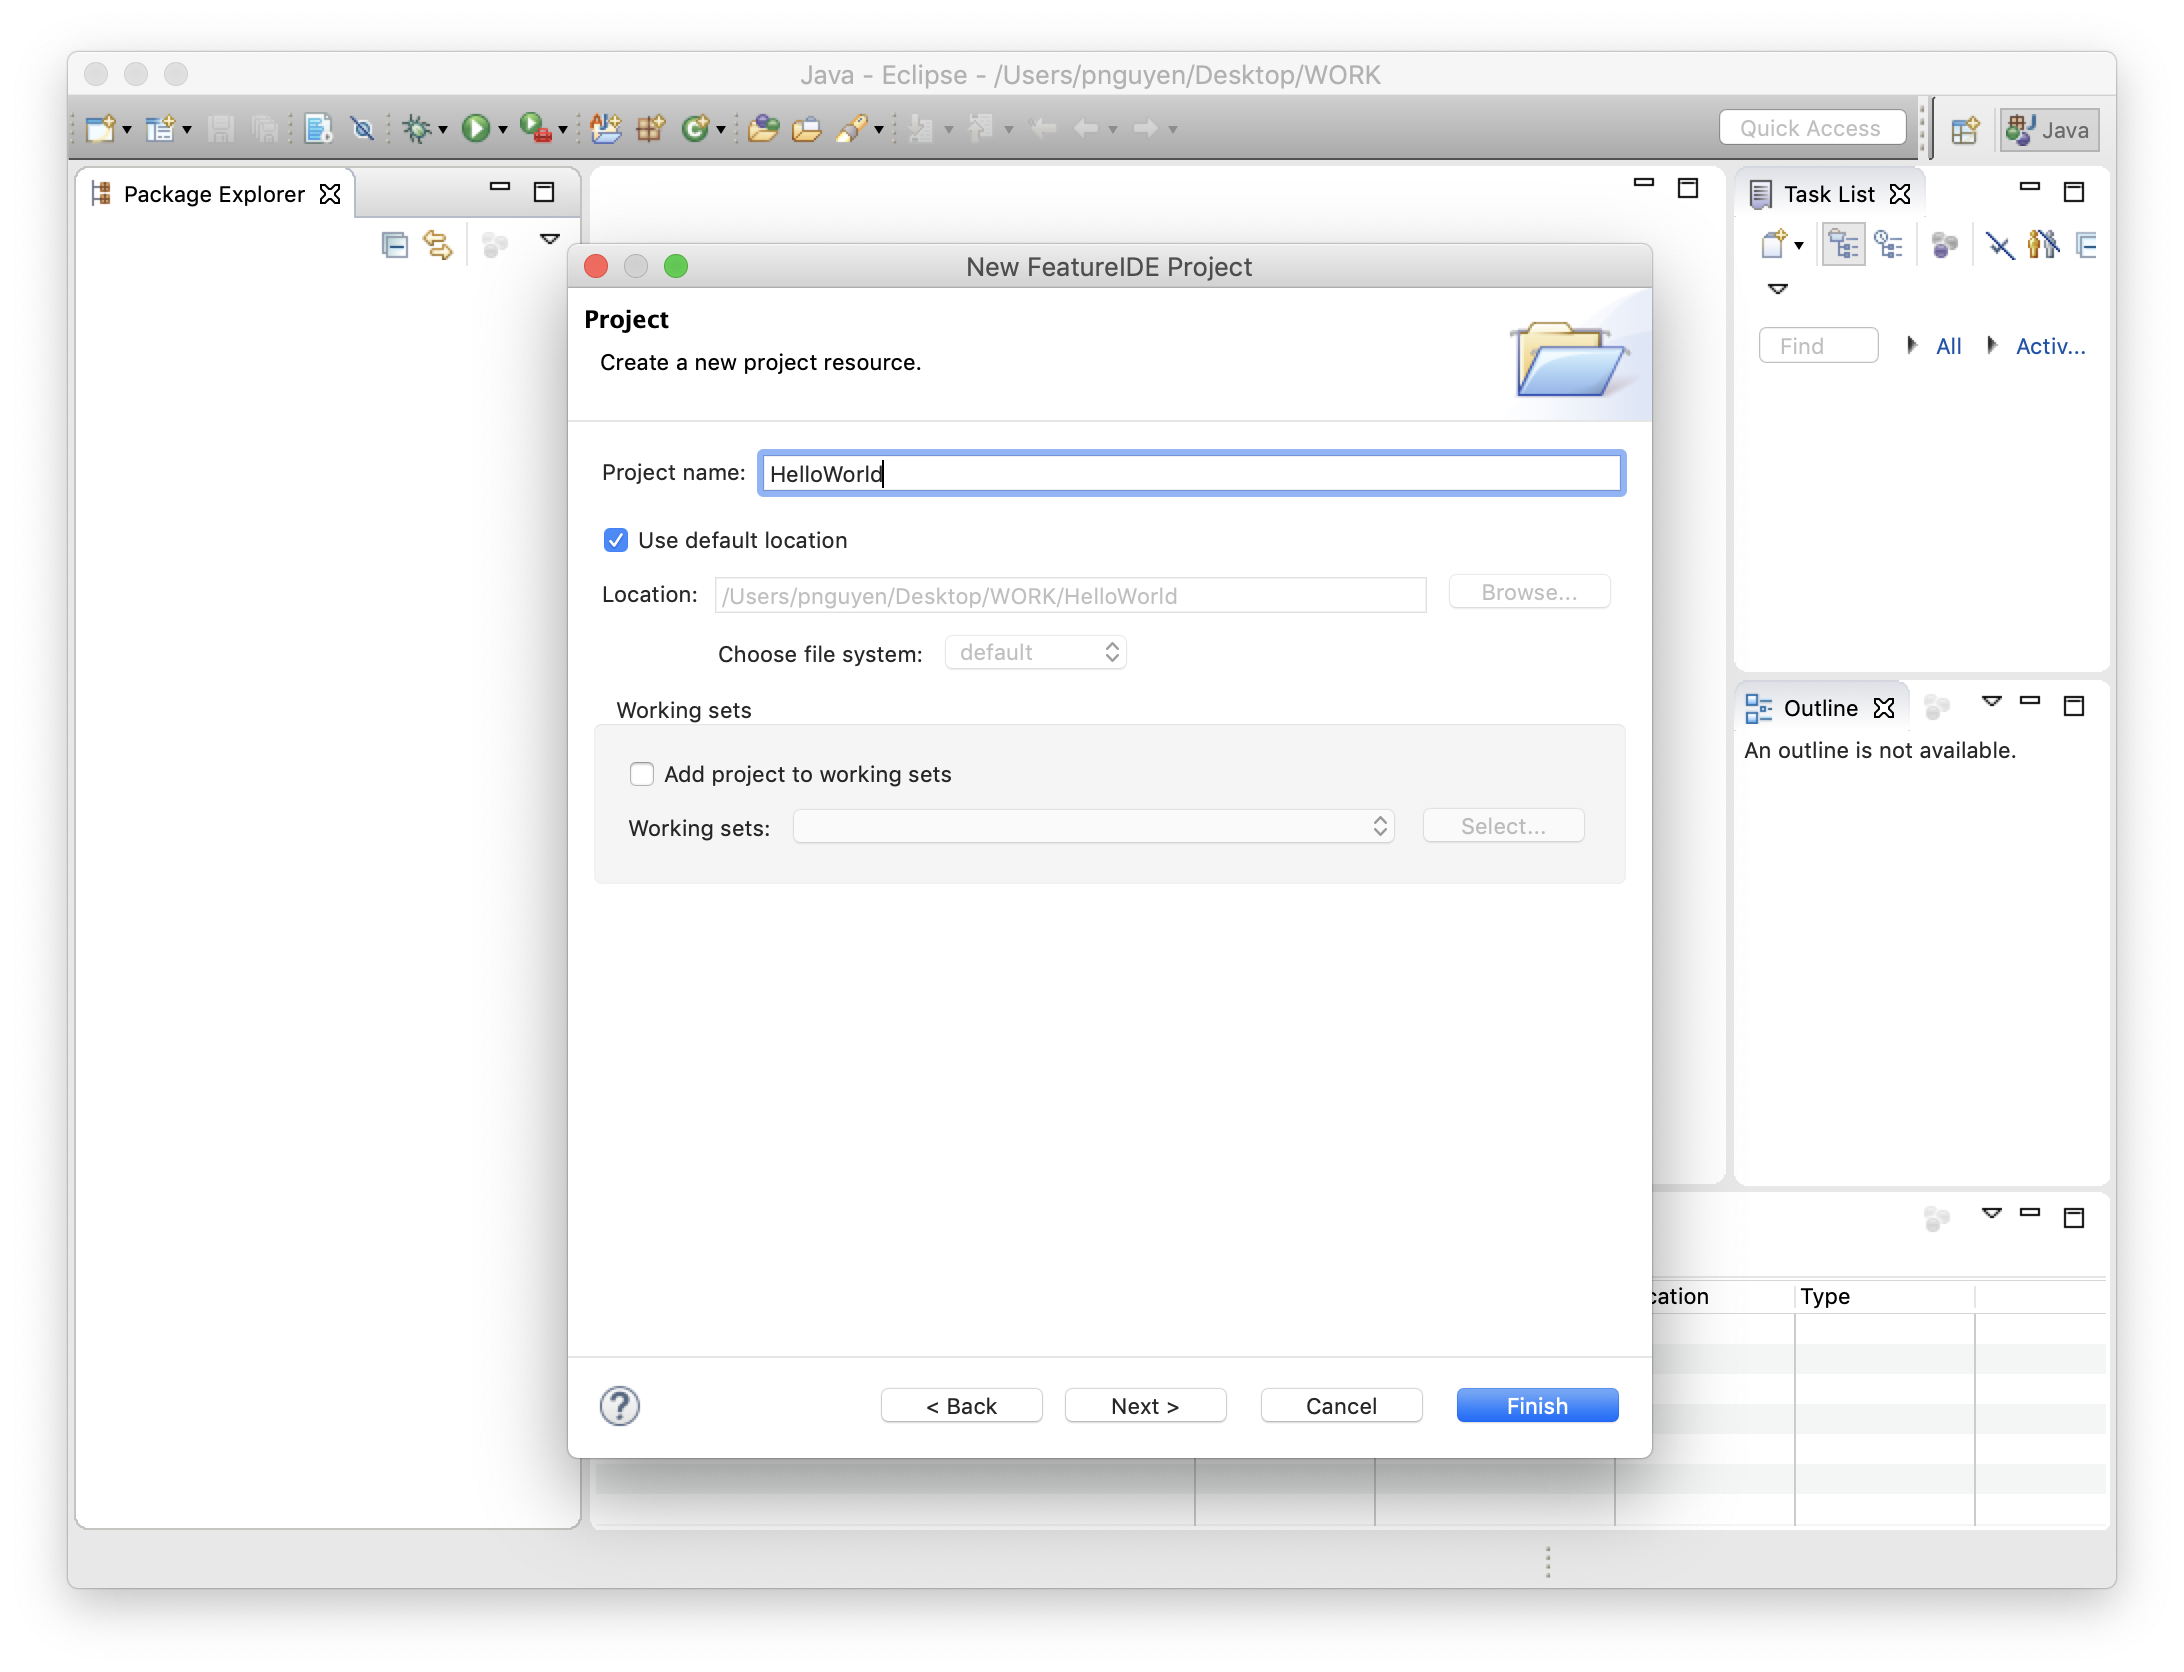 Java - Eclipse - /Users/pnguyen/Desktop/WORK
Quick Access
Java
Package Explorer
Task List
Find
All
Activ...
New FeatureIDE Project
Project
Create a new project resource.
Project name: HelloWorld
Use default location
Location: /Users/pnguyen/Desktop/WORK/HelloWorld Browse...
Choose file system: default
Working sets
Add project to working sets
Working sets: Select...
Outline
An outline is not available.
Type
? < Back Next > Cancel Finish